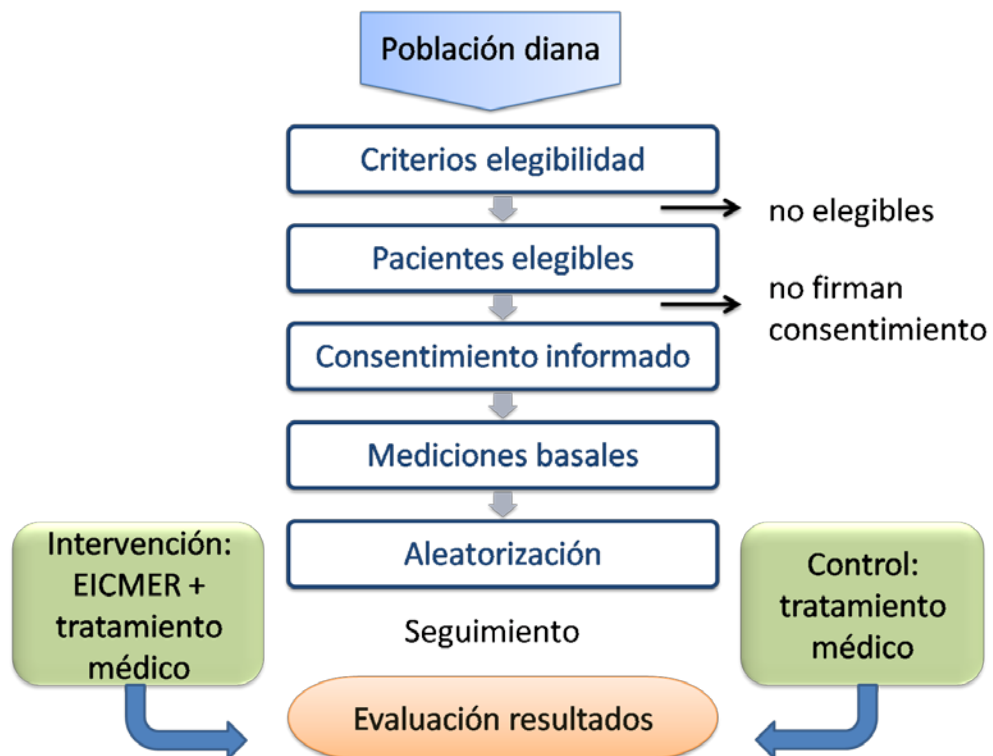 Población diana
Criterios elegibilidad
no elegibles
Pacientes elegibles
no firman
consentimiento
Consentimiento informado
Mediciones basales
Aleatorización
Intervención:
EICMER +
tratamiento
médico
Control:
tratamiento
médico
Seguimiento
Evaluación resultados